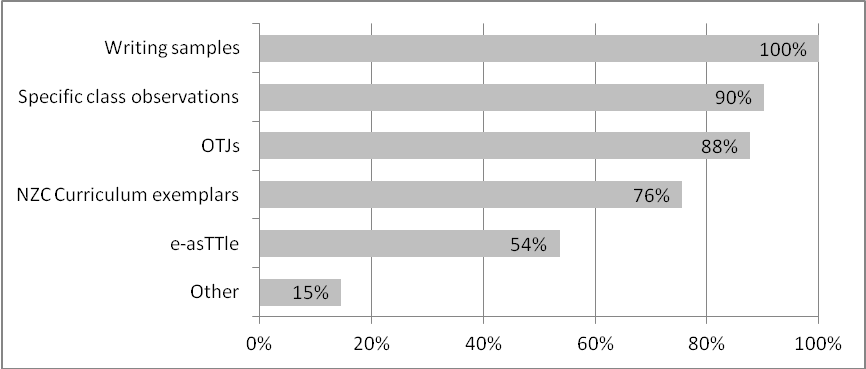 Writing samples 100%
Specific class observations 90%
OTJs 88%
NZC Curriculum exemplars 76%
e-asTTle 54%
Other 15%
0% 20% 40% 60% 80% 100%